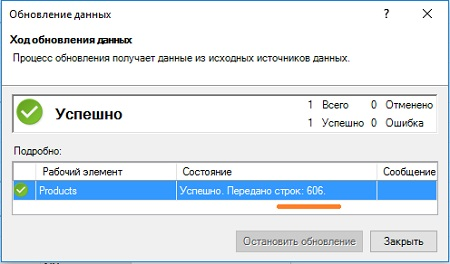 Обновление данных
Ход обновления данных
Процесс обновления получает данные из исходных источников данных.
Успешно
1 Всего 0 Отменено
1 Успешно 0 Ошибка
Подробно:
Рабочий элемент Состояние Сообщение
Products Успешно. Передано строк: 606.
Остановить обновление Закрыть